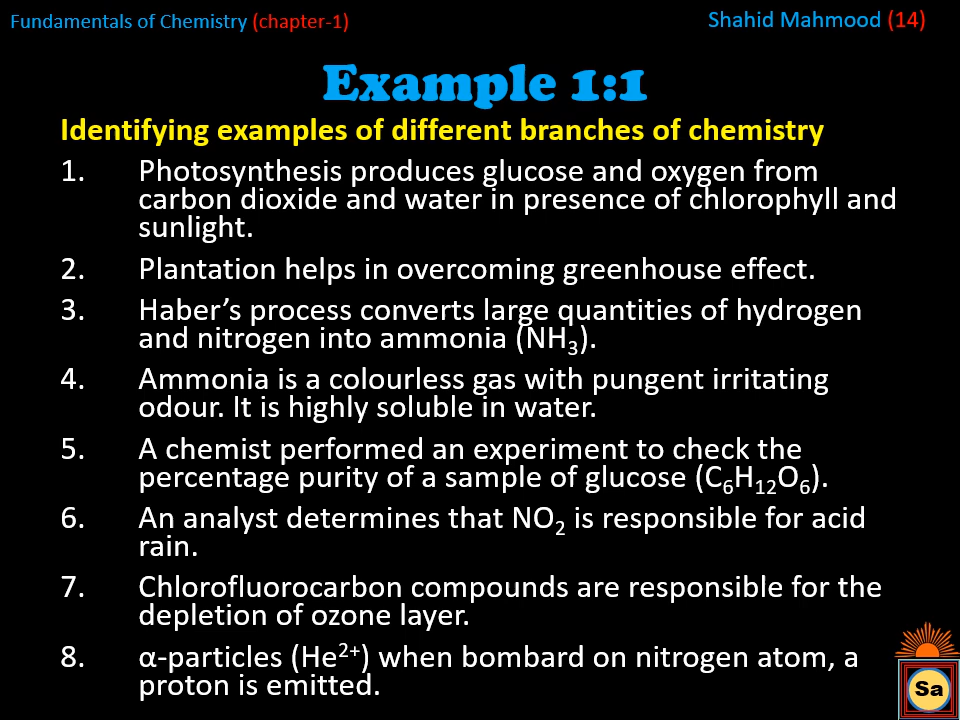 Fundamentals of Chemistry (chapter-1)
Shahid Mahmood (14)
Example 1:1
Identifying examples of different branches of chemistry
1. Photosynthesis produces glucose and oxygen from
carbon dioxide and water in presence of chlorophyll and
sunlight.
2. Plantation helps in overcoming greenhouse effect.
3. Haber’s process converts large quantities of hydrogen
and nitrogen into ammonia (NH₃).
4. Ammonia is a colourless gas with pungent irritating
odour. It is highly soluble in water.
5. A chemist performed an experiment to check the
percentage purity of a sample of glucose (C₆H₁₂O₆).
6. An analyst determines that NO₂ is responsible for acid
rain.
7. Chlorofluorocarbon compounds are responsible for the
depletion of ozone layer.
8. α-particles (He²⁺) when bombard on nitrogen atom, a
proton is emitted.
Sa